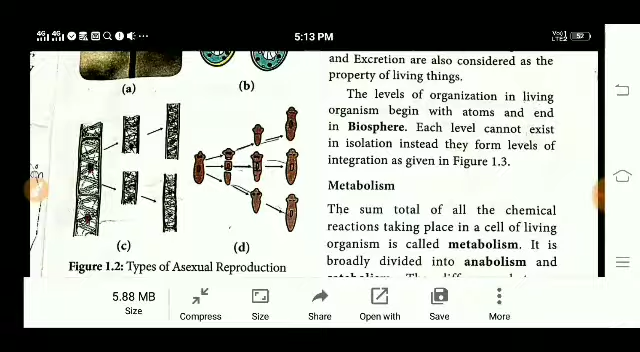 5:13 PM
and Excretion are also considered as the
property of living things.
(a)
(b)
The levels of organization in living
organism begin with atoms and end
in Biosphere. Each level cannot exist
in isolation instead they form levels of
integration as given in Figure 1.3.
Metabolism
The sum total of all the chemical
reactions taking place in a cell of living
organism is called metabolism. It is
broadly divided into anabolism and
(c)
(d)
Figure 1.2: Types of Asexual Reproduction
5.88 MB
Size
Compress
Size
Share
Open with
Save
More